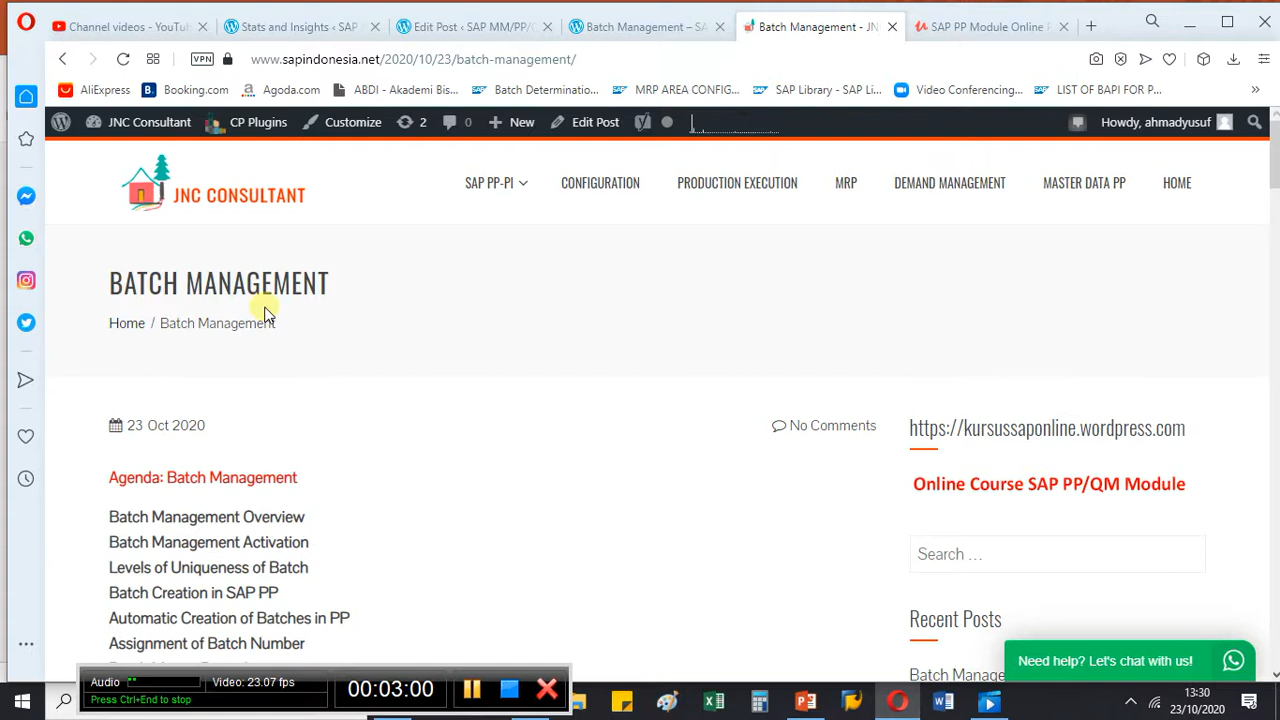 Channel videos - YouTu
Stats and Insights ‹ SAP
Edit Post ‹ SAP MM/PP/
Batch Management – SA
Batch Management - JN
SAP PP Module Online
VPN
www.sapindonesia.net/2020/10/23/batch-management/
AliExpress
Booking.com
Agoda.com
ABDI - Akademi Bis...
Batch Determinatio...
MRP AREA CONFIG...
SAP Library - SAP Li...
Video Conferencing...
LIST OF BAPI FOR P...
JNC Consultant
CP Plugins
Customize
2
0
New
Edit Post
Howdy, ahmadyusuf
JNC CONSULTANT
SAP PP-PI
CONFIGURATION
PRODUCTION EXECUTION
MRP
DEMAND MANAGEMENT
MASTER DATA PP
HOME
BATCH MANAGEMENT
Home / Batch Management
23 Oct 2020
No Comments
Agenda: Batch Management
Batch Management Overview
Batch Management Activation
Levels of Uniqueness of Batch
Batch Creation in SAP PP
Automatic Creation of Batches in PP
Assignment of Batch Number
https://kursussaponline.wordpress.com
Online Course SAP PP/QM Module
Search …
Recent Posts
Batch Manage
Need help? Let's chat with us!
Audio
Video: 23.07 fps
Press Ctrl+End to stop
00:03:00
13:30
23/10/2020